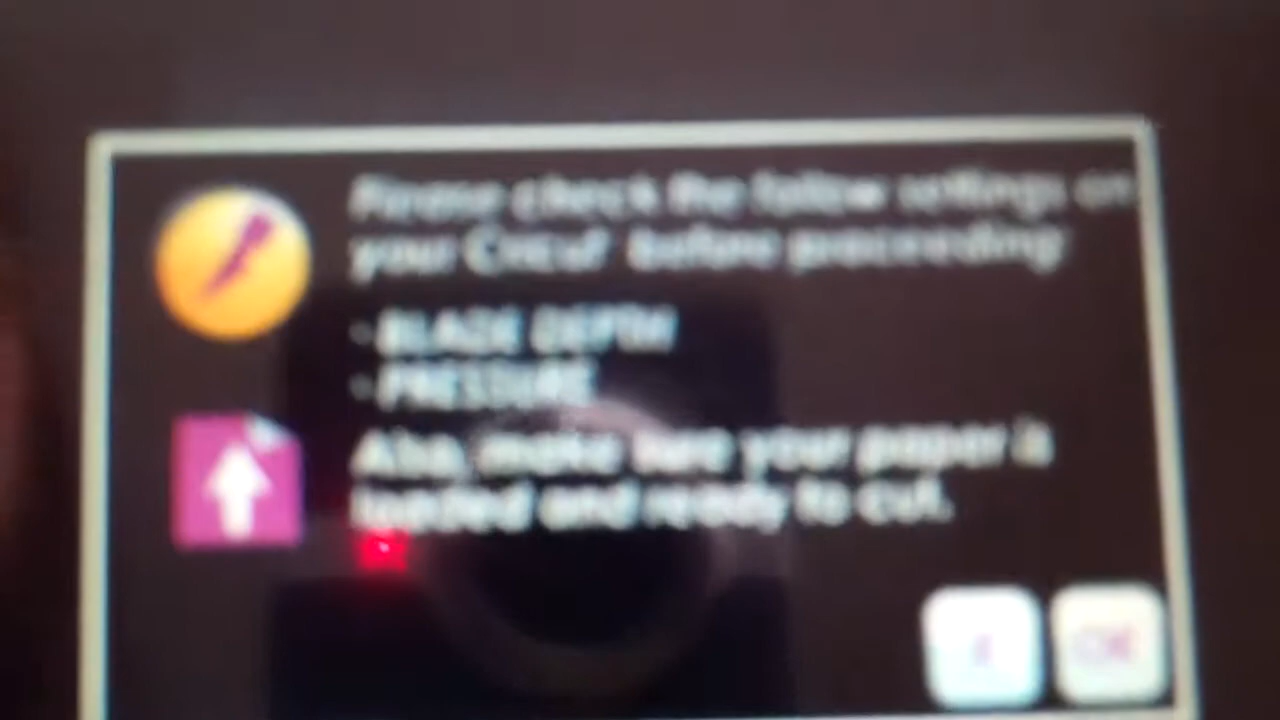 Please check the follow settings on
your Cricut before proceeding
- BLADE DEPTH
- PRESSURE
Also, make sure your paper is
loaded and ready to cut.
OK